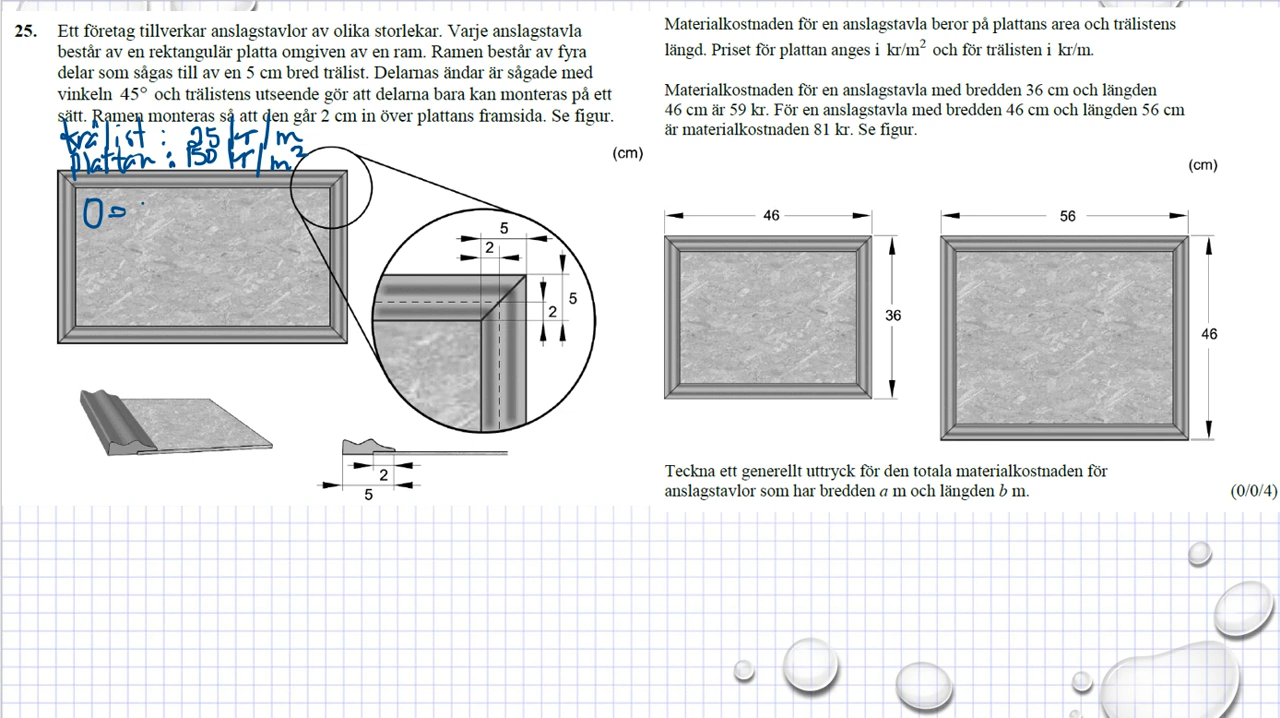 25. Ett företag tillverkar anslagstavlor av olika storlekar. Varje anslagstavla
består av en rektangulär platta omgiven av en ram. Ramen består av fyra
delar som sågas till av en 5 cm bred trälist. Delarnas ändar är sågade med
vinkeln 45° och trälistens utseende gör att delarna bara kan monteras på ett
sätt. Ramen monteras så att den går 2 cm in över plattans framsida. Se figur.
trälist : 25 kr/m
plattan : 150 kr/m²
(cm)
O=
5
2
5
2
2
5
Materialkostnaden för en anslagstavla beror på plattans area och trälistens
längd. Priset för plattan anges i kr/m² och för trälisten i kr/m.
Materialkostnaden för en anslagstavla med bredden 36 cm och längden
46 cm är 59 kr. För en anslagstavla med bredden 46 cm och längden 56 cm
är materialkostnaden 81 kr. Se figur.
(cm)
46
56
36
46
Teckna ett generellt uttryck för den totala materialkostnaden för
anslagstavlor som har bredden a m och längden b m. (0/0/4)